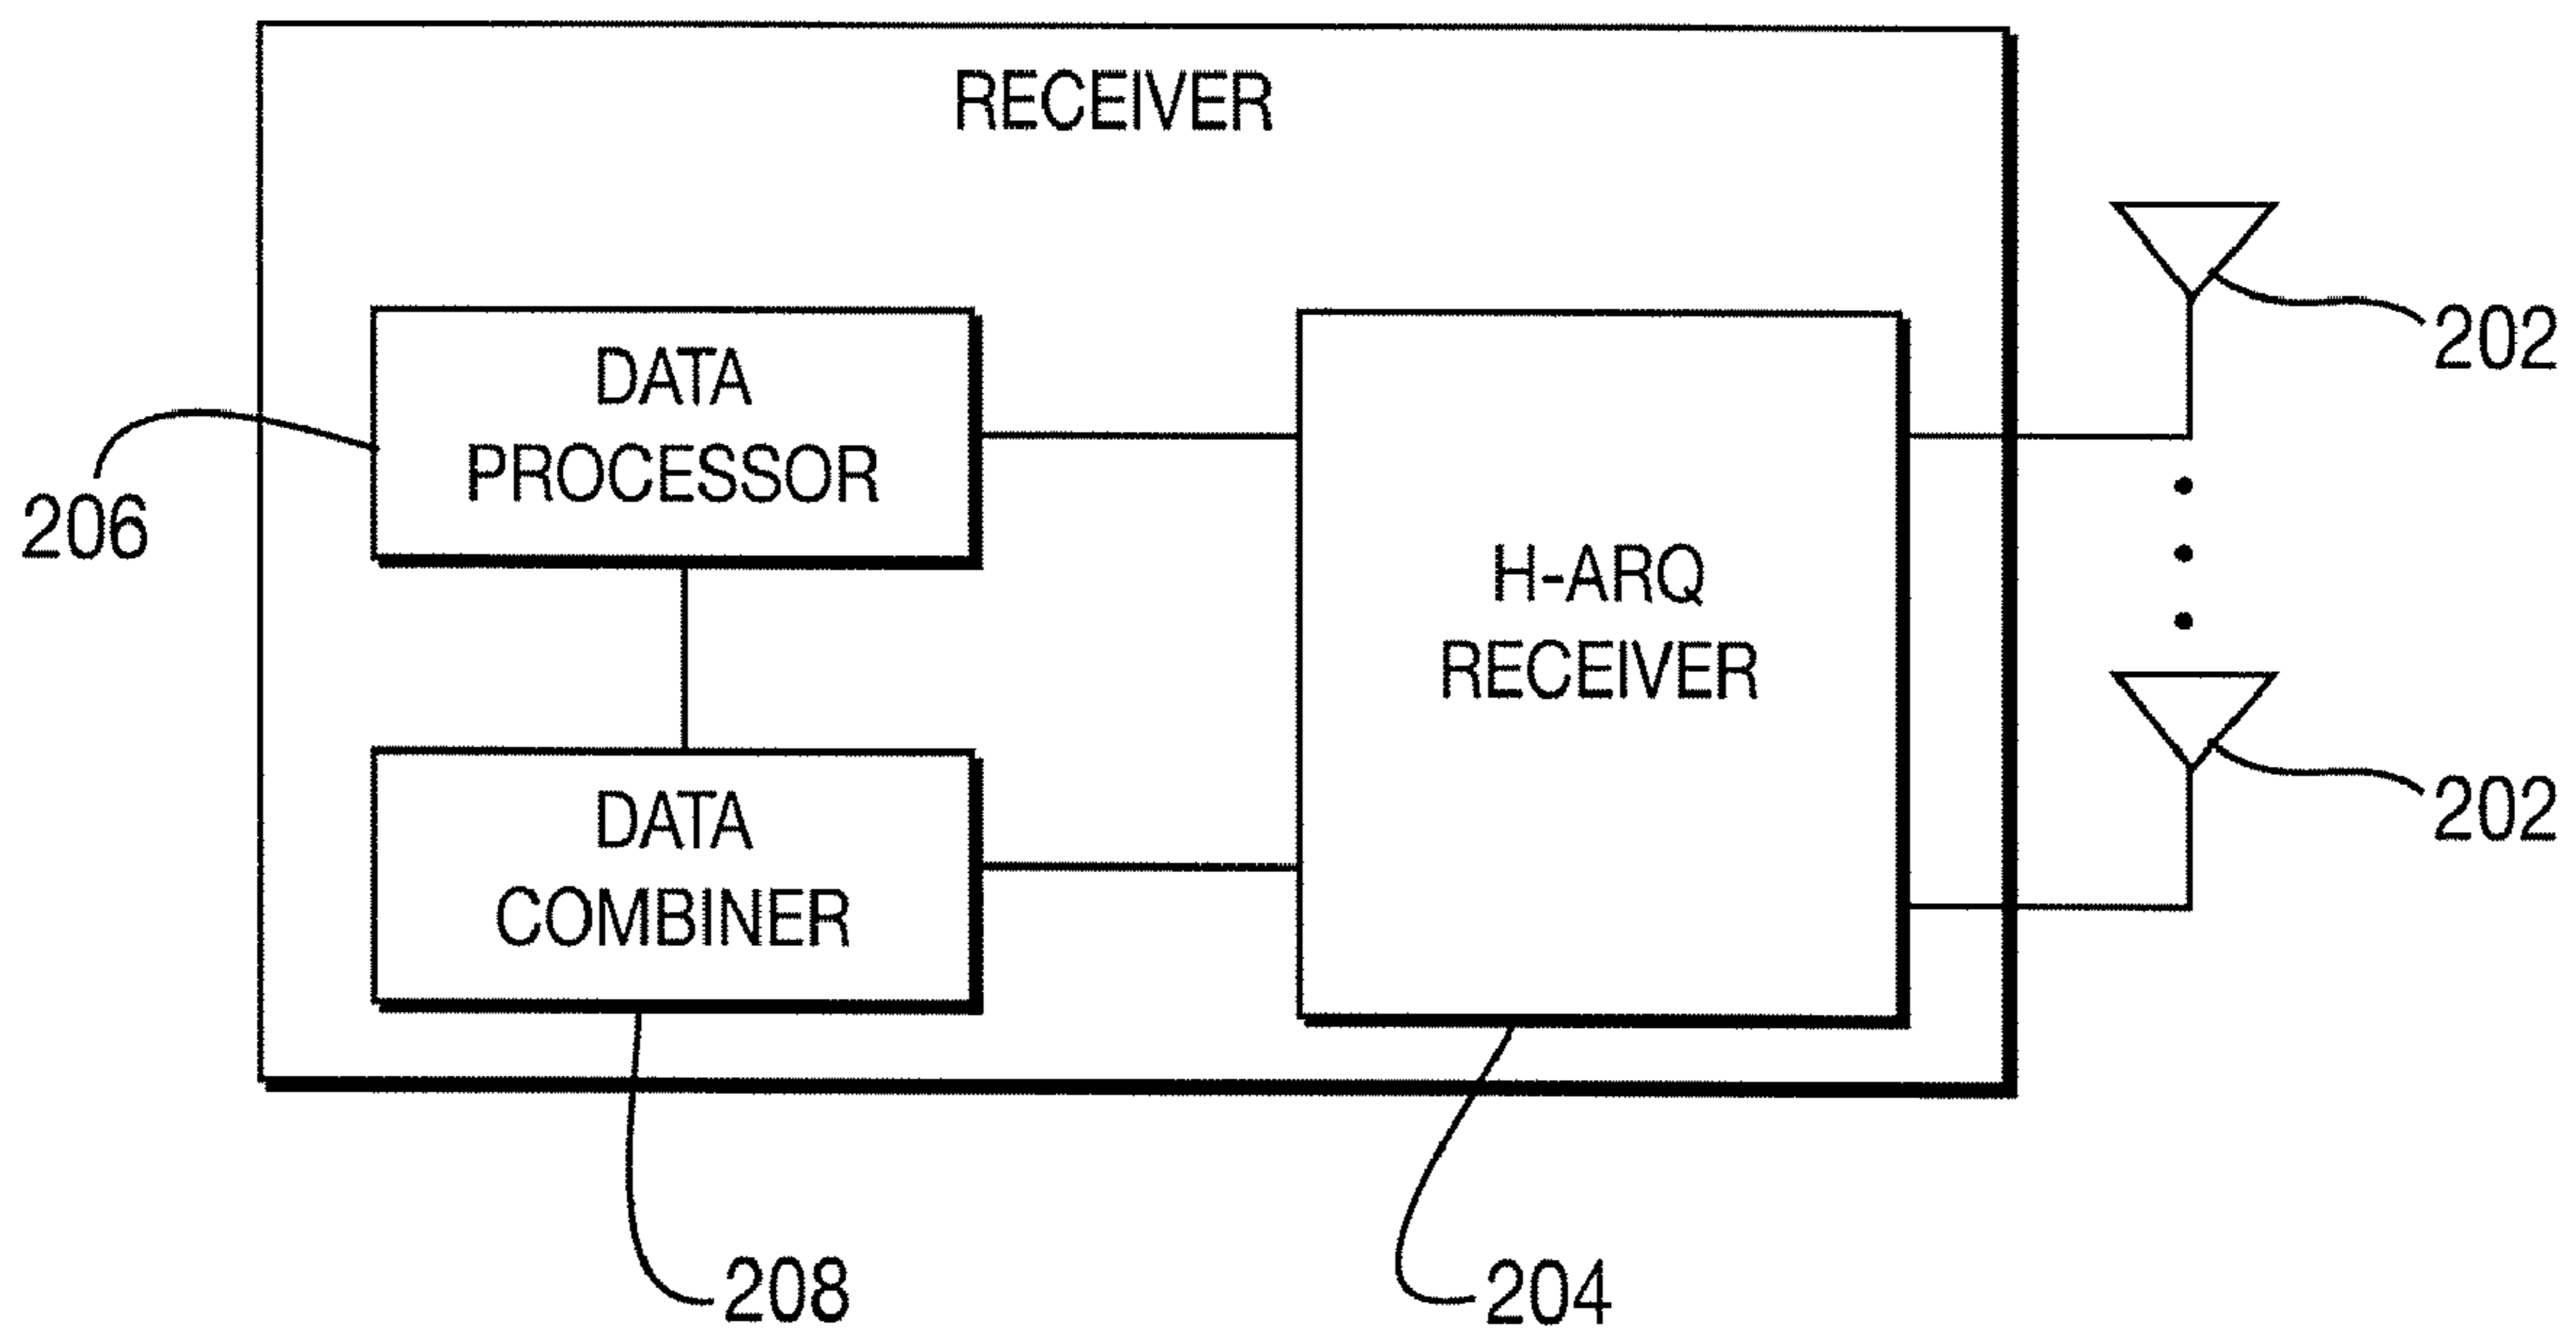 RECEIVER
202
DATA
PROCESSOR
206
H-ARQ
RECEIVER
DATA
COMBINER
202
208
204